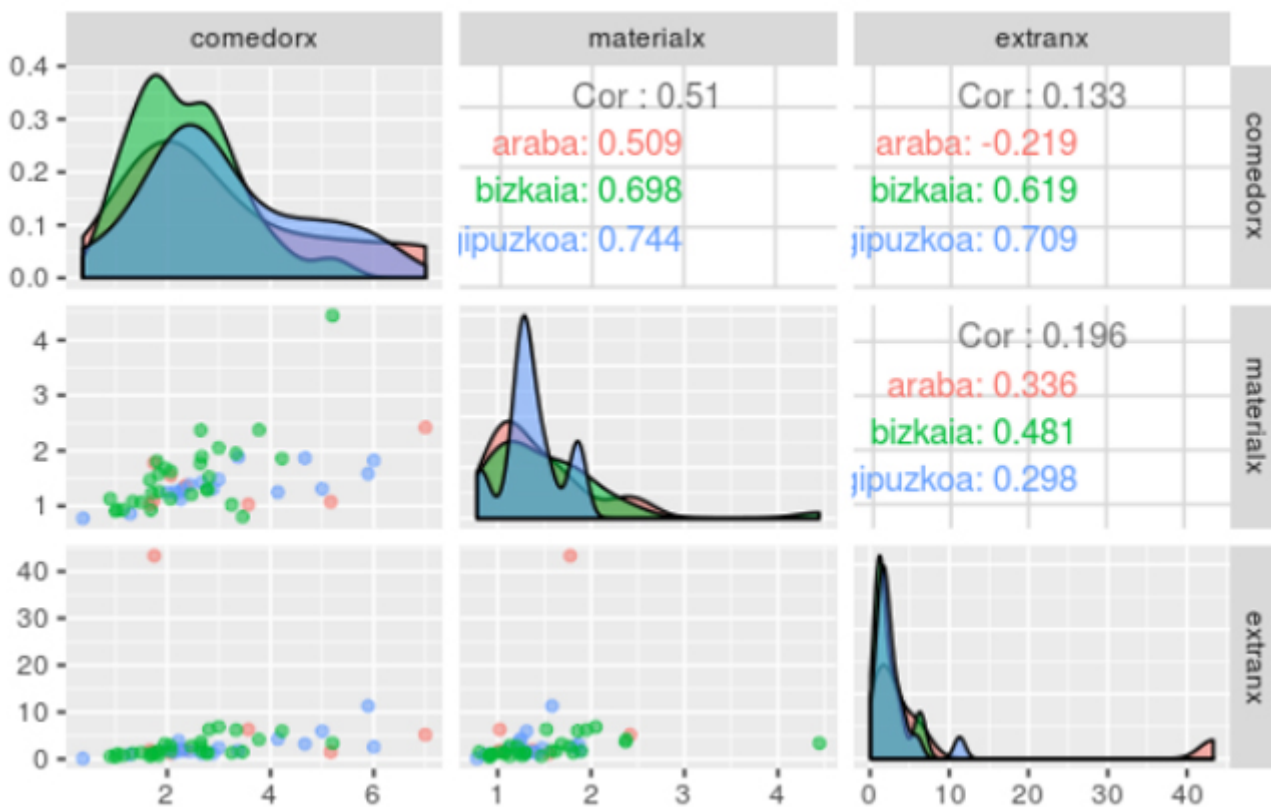 comedorx materialx extranx
0.4
0.3
0.2
0.1
0.0
Cor : 0.51
araba: 0.509
bizkaia: 0.698
gipuzkoa: 0.744
Cor : 0.133
araba: -0.219
bizkaia: 0.619
gipuzkoa: 0.709
comedorx
4
3
2
1
Cor : 0.196
araba: 0.336
bizkaia: 0.481
gipuzkoa: 0.298
materialx
40
30
20
10
0
extranx
2 4 6
1 2 3 4
0 10 20 30 40